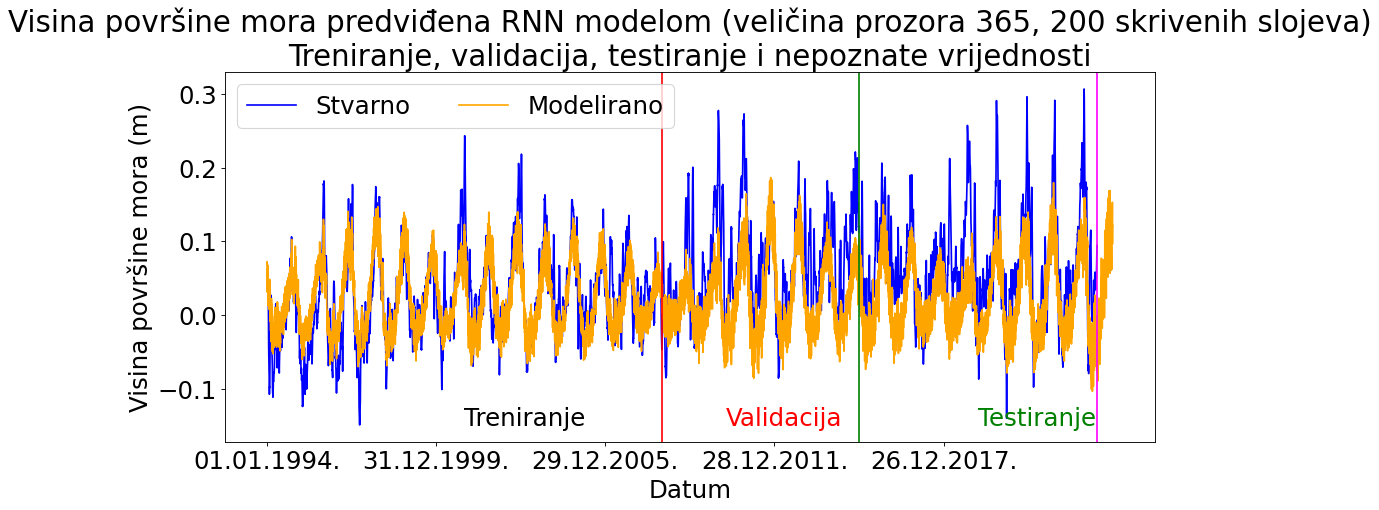 Visina površine mora predviđena RNN modelom (veličina prozora 365, 200 skrivenih slojeva)
Treniranje, validacija, testiranje i nepoznate vrijednosti
Stvarno Modelirano
Visina površine mora (m)
0.3
0.2
0.1
0.0
−0.1
Treniranje Validacija Testiranje
01.01.1994. 31.12.1999. 29.12.2005. 28.12.2011. 26.12.2017.
Datum